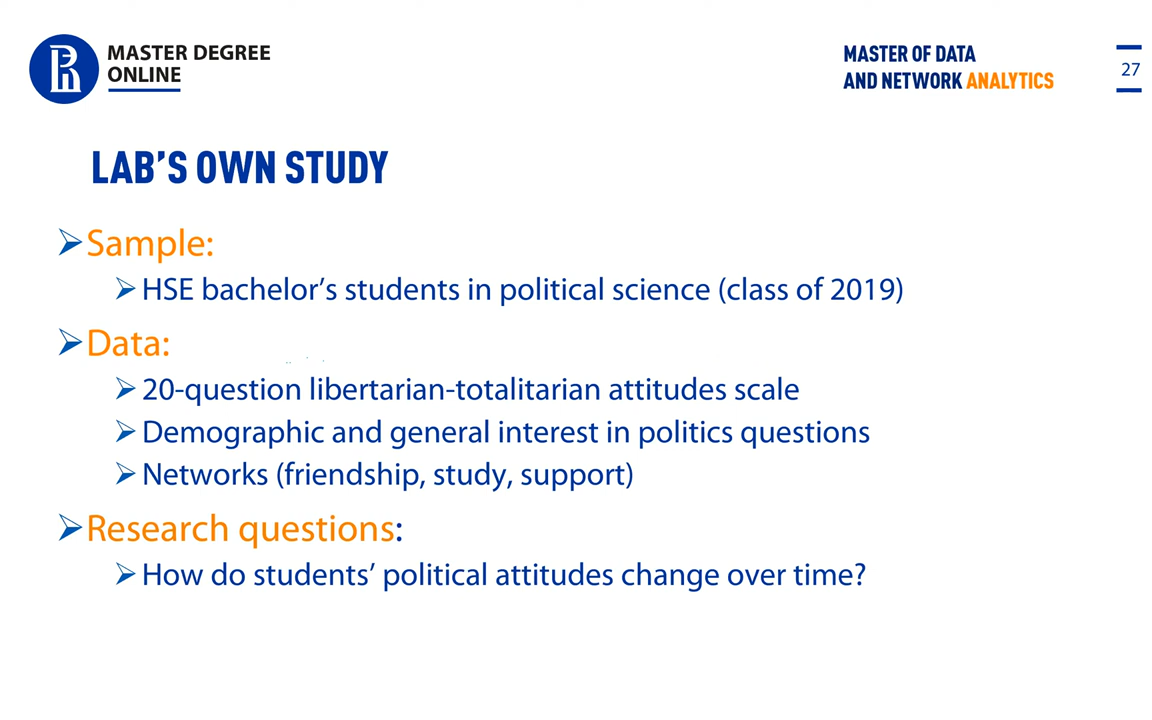 MASTER DEGREE
ONLINE
MASTER OF DATA
AND NETWORK ANALYTICS
27
LAB'S OWN STUDY
Sample:
HSE bachelor's students in political science (class of 2019)
Data:
20-question libertarian-totalitarian attitudes scale
Demographic and general interest in politics questions
Networks (friendship, study, support)
Research questions:
How do students' political attitudes change over time?